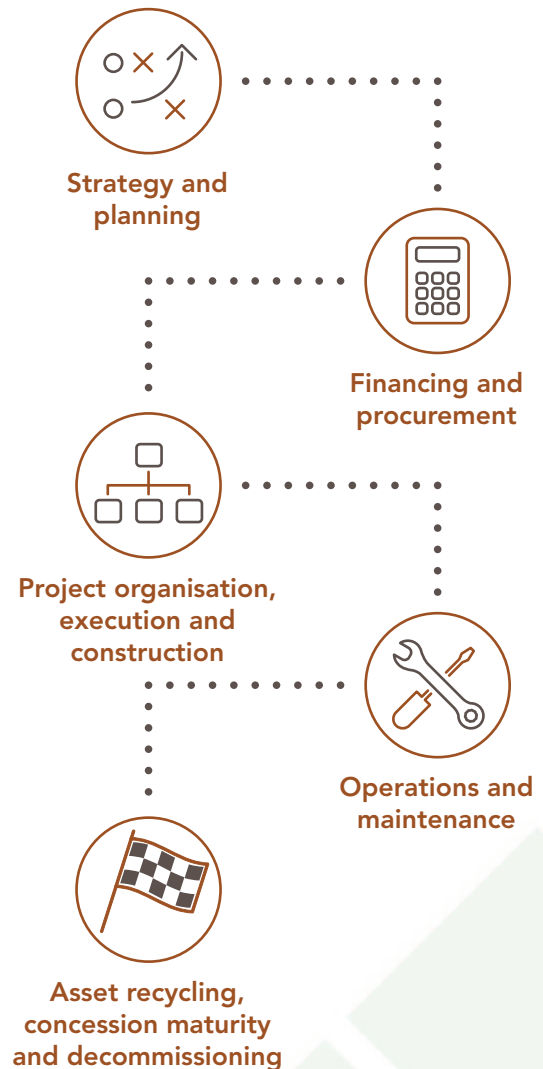 Strategy and
planning
Financing and
procurement
Project organisation,
execution and
construction
Operations and
maintenance
Asset recycling,
concession maturity
and decommissioning